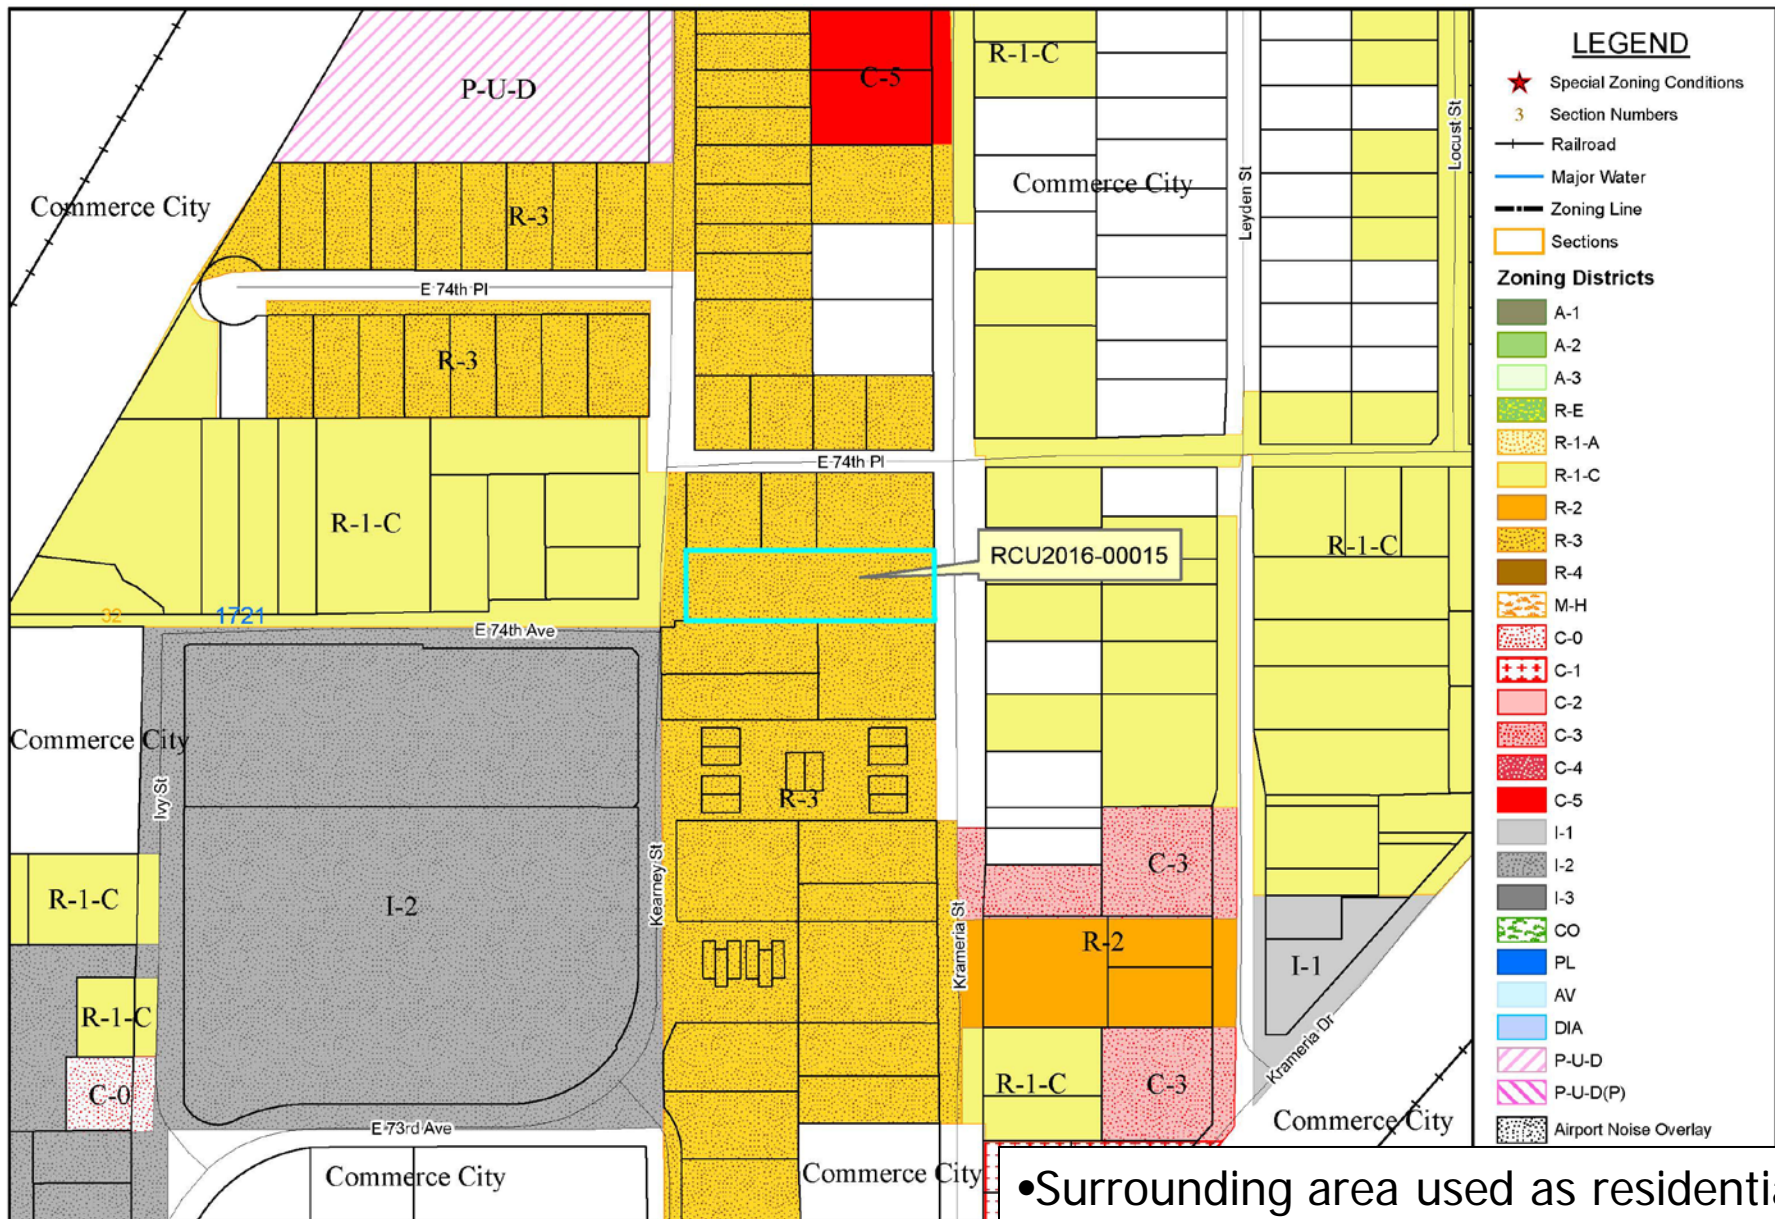 P-U-D
C-5
R-1-C
Locust St
Commerce City
R-3
Commerce City
Leyden St
E 74th Pl
R-3
E 74th Pl
R-1-C
RCU2016-00015
R-1-C
32
1721
E 74th Ave
Commerce City
Ivy St
R-3
Kearney St
C-3
R-1-C
I-2
Krameria St
R-2
I-1
R-1-C
C-0
R-1-C
C-3
Krameria Dr
E 73rd Ave
Commerce City
Commerce City
Commerce City
LEGEND
Special Zoning Conditions
3 Section Numbers
Railroad
Major Water
Zoning Line
Sections
Zoning Districts
A-1
A-2
A-3
R-E
R-1-A
R-1-C
R-2
R-3
R-4
M-H
C-0
C-1
C-2
C-3
C-4
C-5
I-1
I-2
I-3
CO
PL
AV
DIA
P-U-D
P-U-D(P)
Airport Noise Overlay
•Surrounding area used as residentia